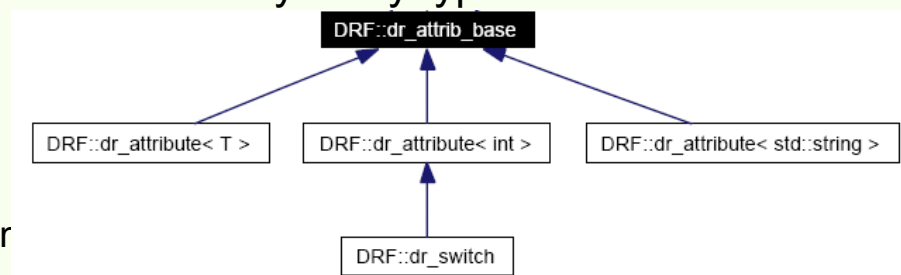 DRF::dr_attrib_base
DRF::dr_attribute< T >
DRF::dr_attribute< int >
DRF::dr_attribute< std::string >
r
DRF::dr_switch